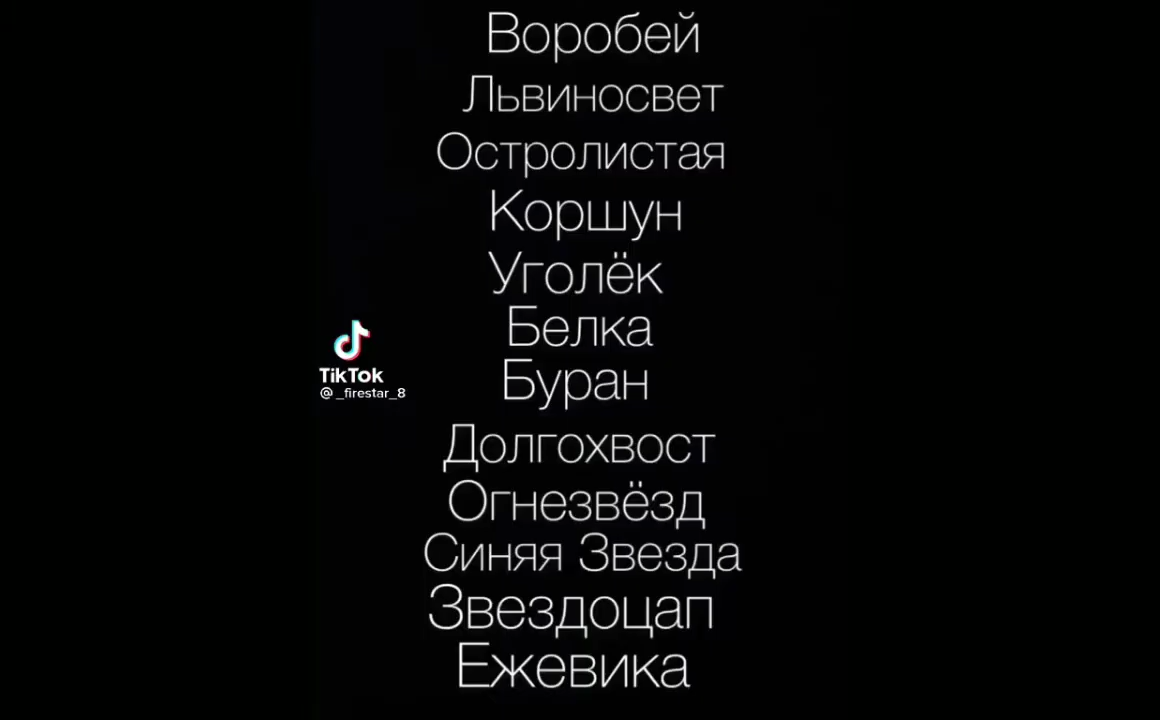 Воробей
Львиносвет
Остролистая
Коршун
Уголёк
Белка
Буран
Долгохвост
Огнезвёзд
Синяя Звезда
Звездоцап
Ежевика
TikTok
@_firestar_8